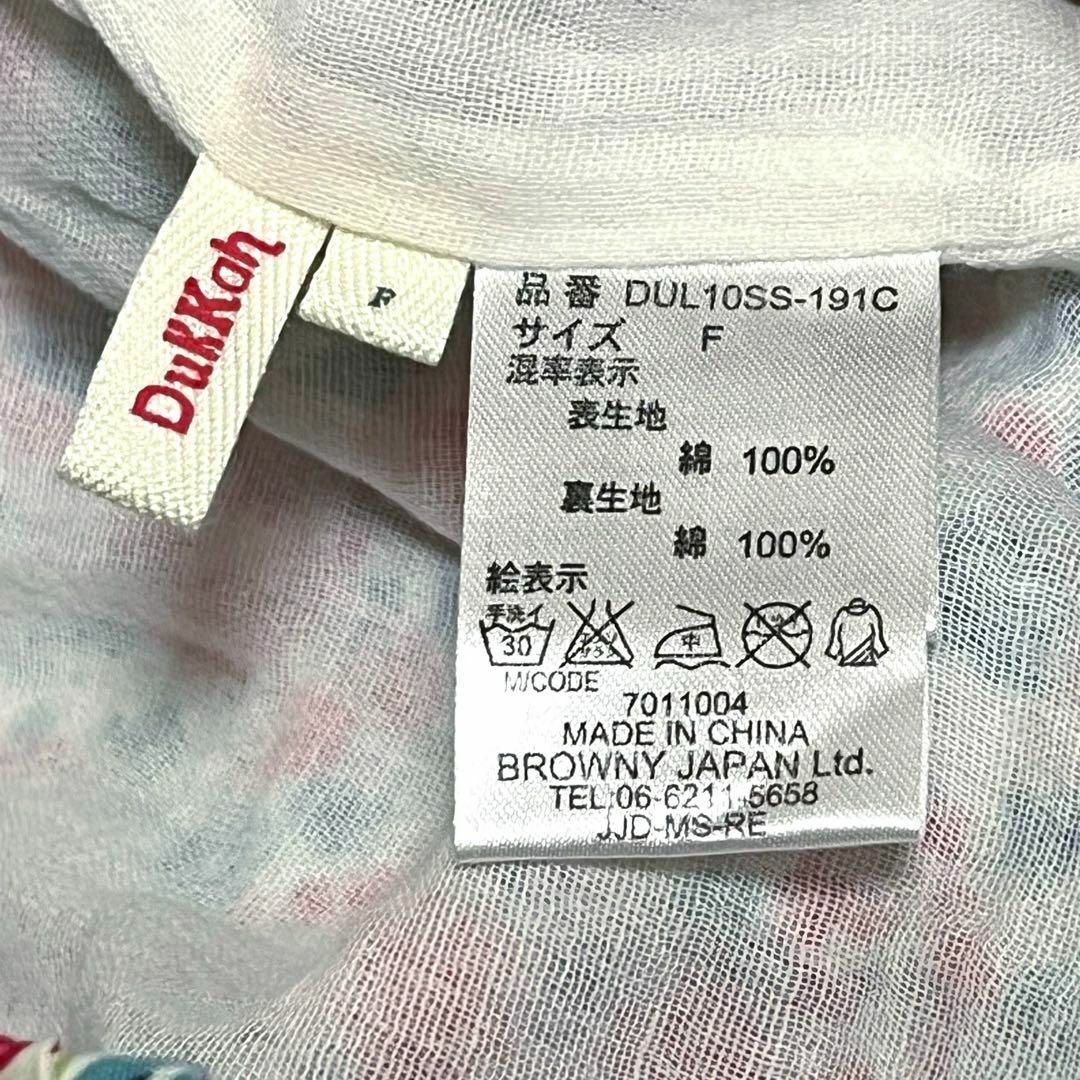 DukKah
F
品番 DUL10SS-191C
サイズ F
混率表示
表生地
綿 100%
裏生地
綿 100%
絵表示
手洗イ
30
中
M/CODE
7011004
MADE IN CHINA
BROWNY JAPAN Ltd.
TEL:06-6211-5658
JJD-MS-RE